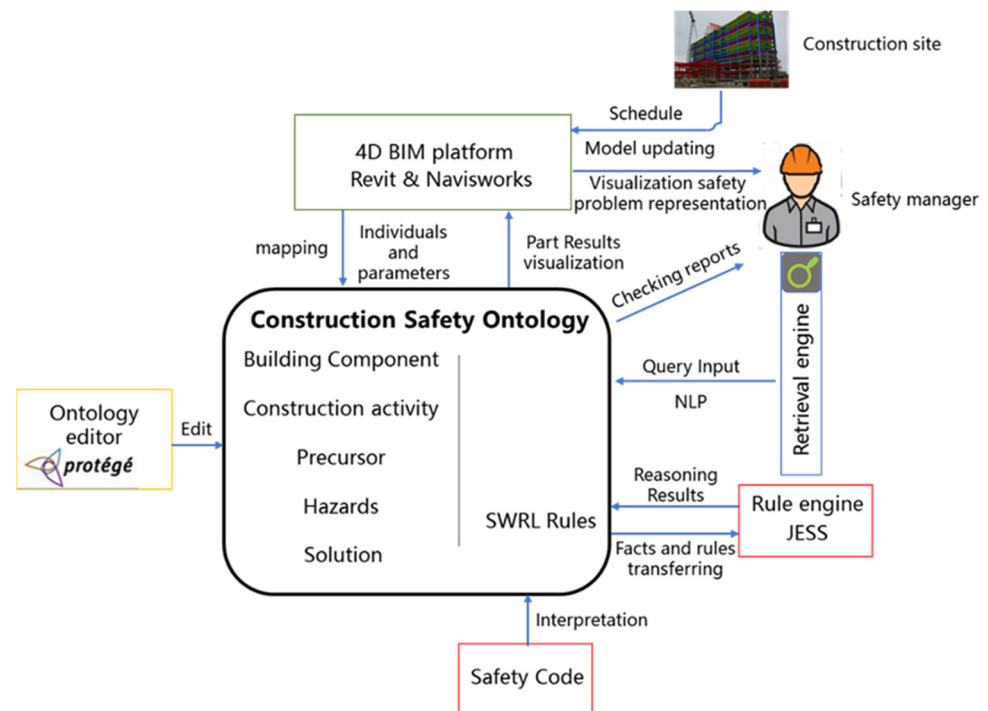 Construction site
Schedule
4D BIM platform
Revit & Navisworks
Model updating
Visualization safety
problem representation
Safety manager
mapping
Individuals
and
parameters
Part Results
visualization
Checking reports
Construction Safety Ontology
Building Component
Construction activity
Precursor
Hazards
Solution
SWRL Rules
Ontology
editor
protégé
Edit
Query Input
NLP
Retrieval engine
Reasoning
Results
Rule engine
JESS
Facts and rules
transferring
Interpretation
Safety Code